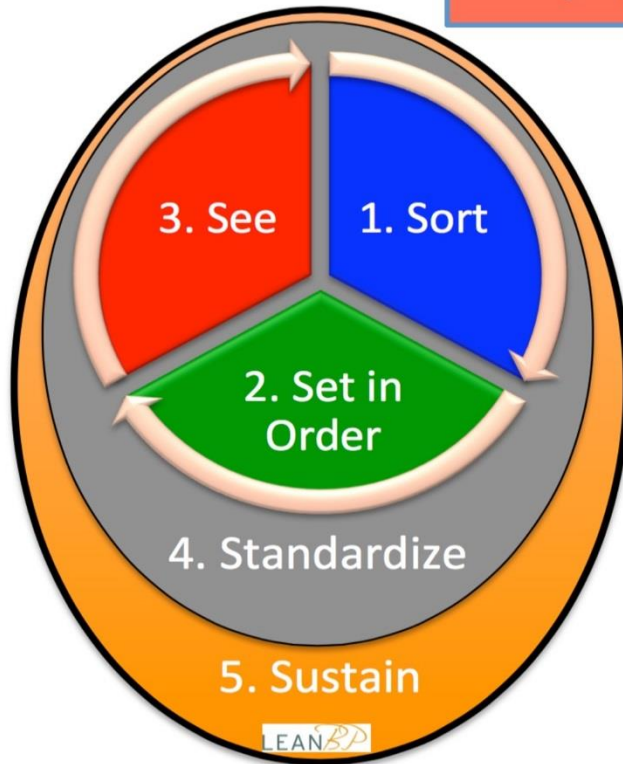 3. See
1. Sort
2. Set in
Order
4. Standardize
5. Sustain
LEANBP